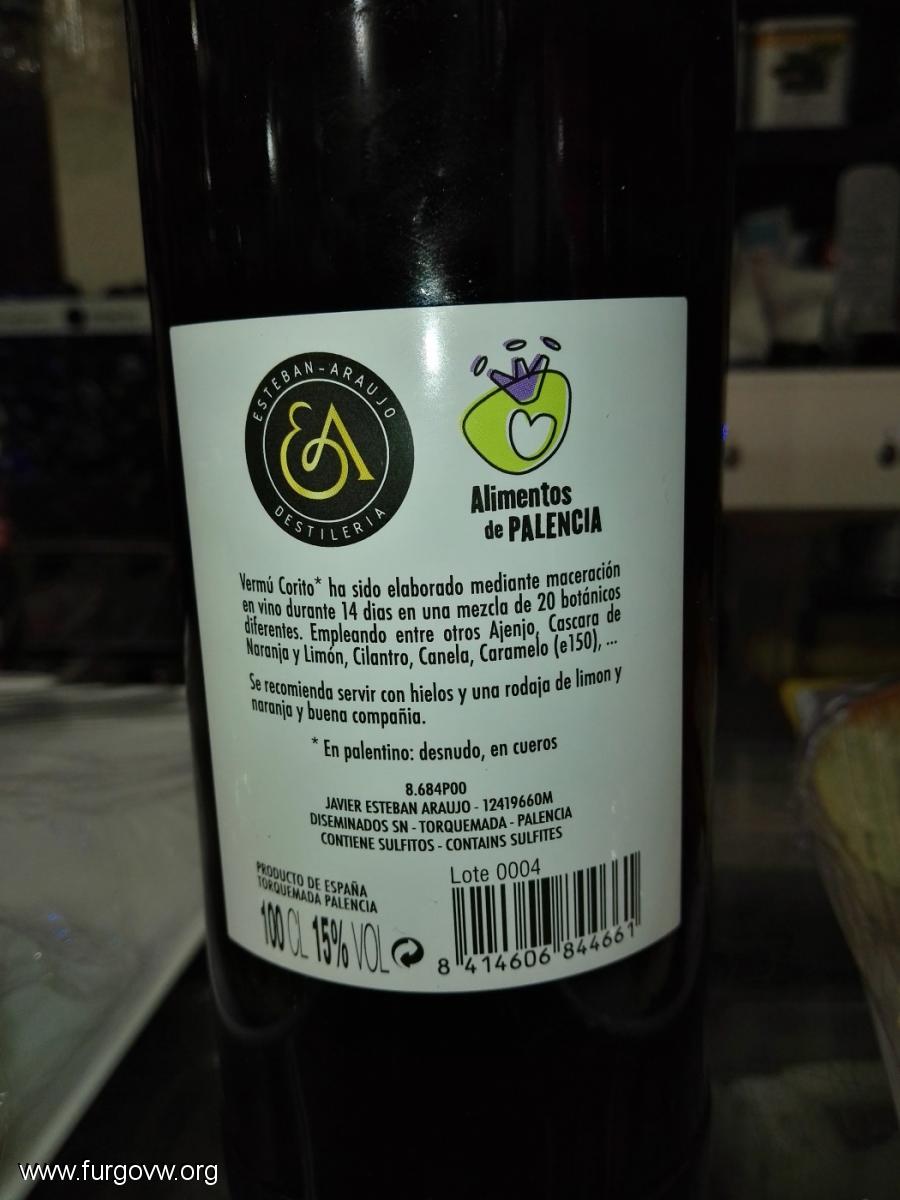 ESTEBAN-ARAUJO
EA
DESTILERIA
Alimentos
de PALENCIA
Vermú Corito* ha sido elaborado mediante maceración
en vino durante 14 dias en una mezcla de 20 botánicos
diferentes. Empleando entre otros Ajenjo, Cascara de
Naranja y Limón, Cilantro, Canela, Caramelo (e150), ...
Se recomienda servir con hielos y una rodaja de limon y
naranja y buena compañia.
* En palentino: desnudo, en cueros
8.684P00
JAVIER ESTEBAN ARAUJO - 12419660M
DISEMINADOS SN - TORQUEMADA - PALENCIA
CONTIENE SULFITOS - CONTAINS SULFITES
PRODUCTO DE ESPAÑA
TORQUEMADA PALENCIA
100 CL 15% VOL
Lote 0004
8 414606 844661
www.furgovw.org